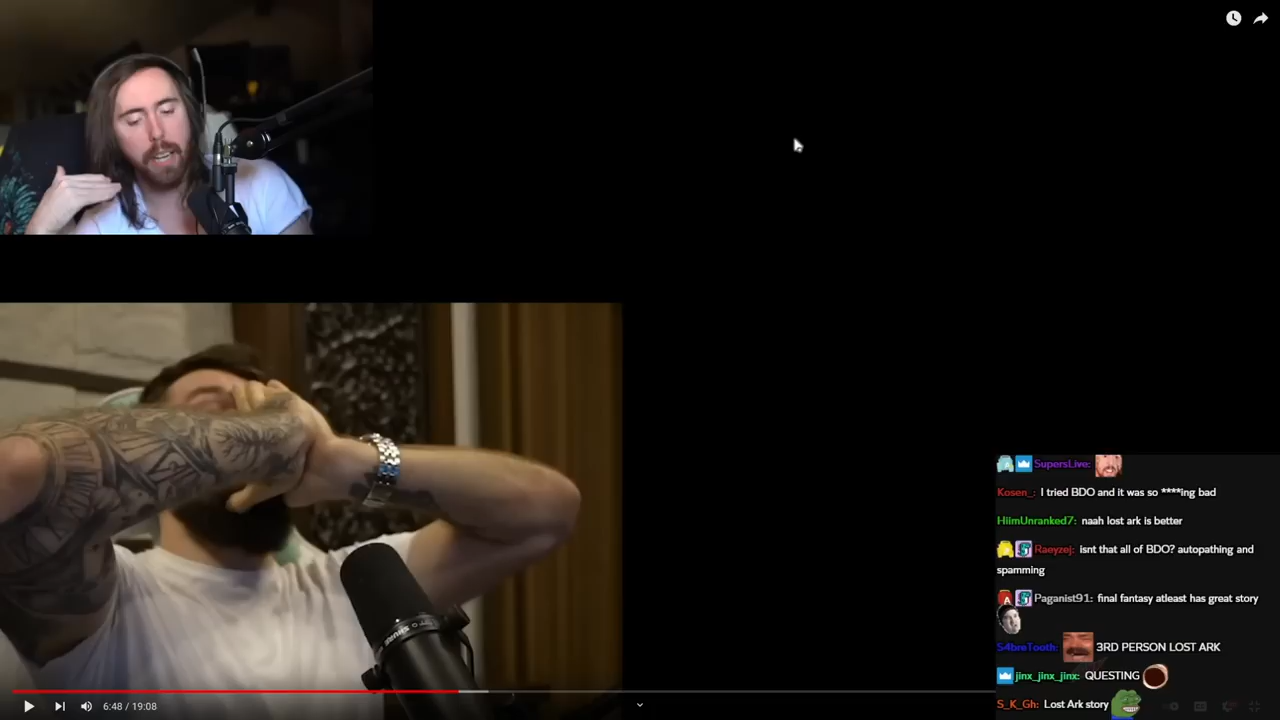 SupersLive:
Kosen_: I tried BDO and it was so ****ing bad
HiimUnranked7: naah lost ark is better
Raeyzej: isnt that all of BDO? autopathing and
spamming
Paganist91: final fantasy atleast has great story
S4breTooth: 3RD PERSON LOST ARK
jinx_jinx_jinx: QUESTING
S_K_Gh: Lost Ark story
6:48 / 19:08